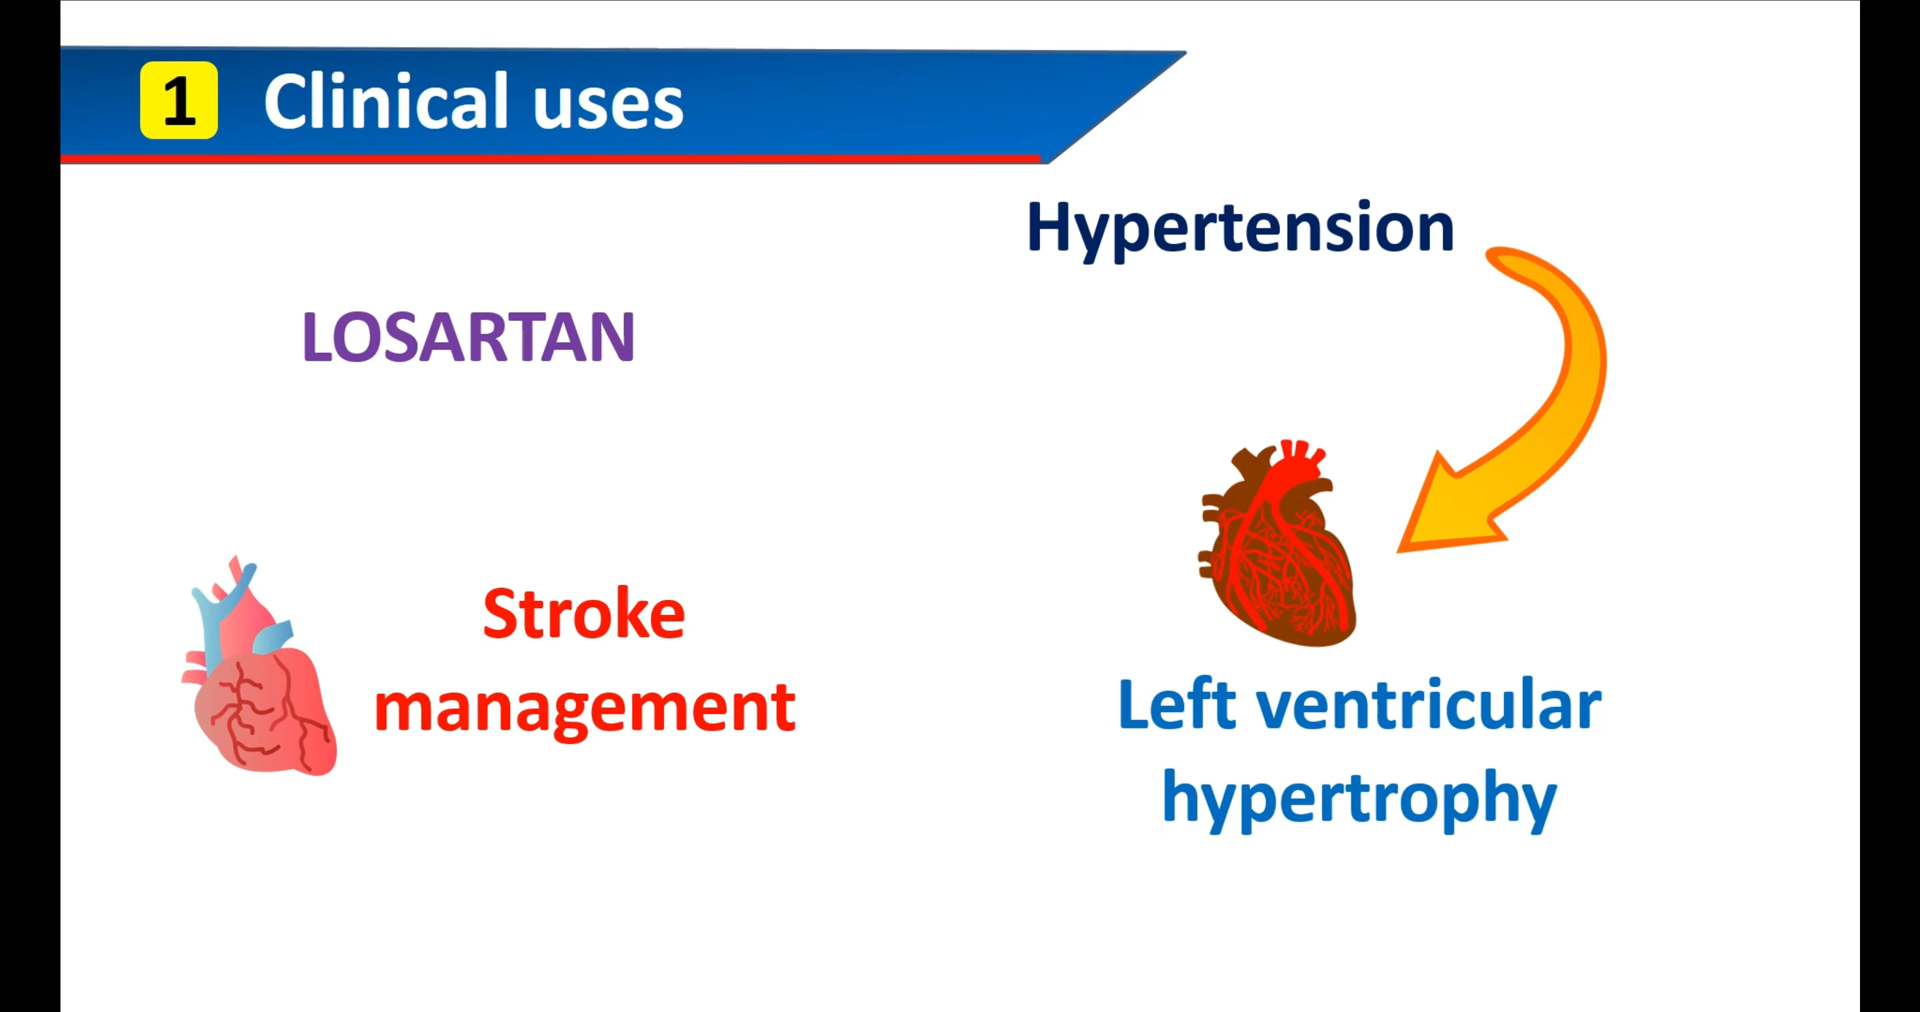 1 Clinical uses
Hypertension
LOSARTAN
Stroke
management
Left ventricular
hypertrophy